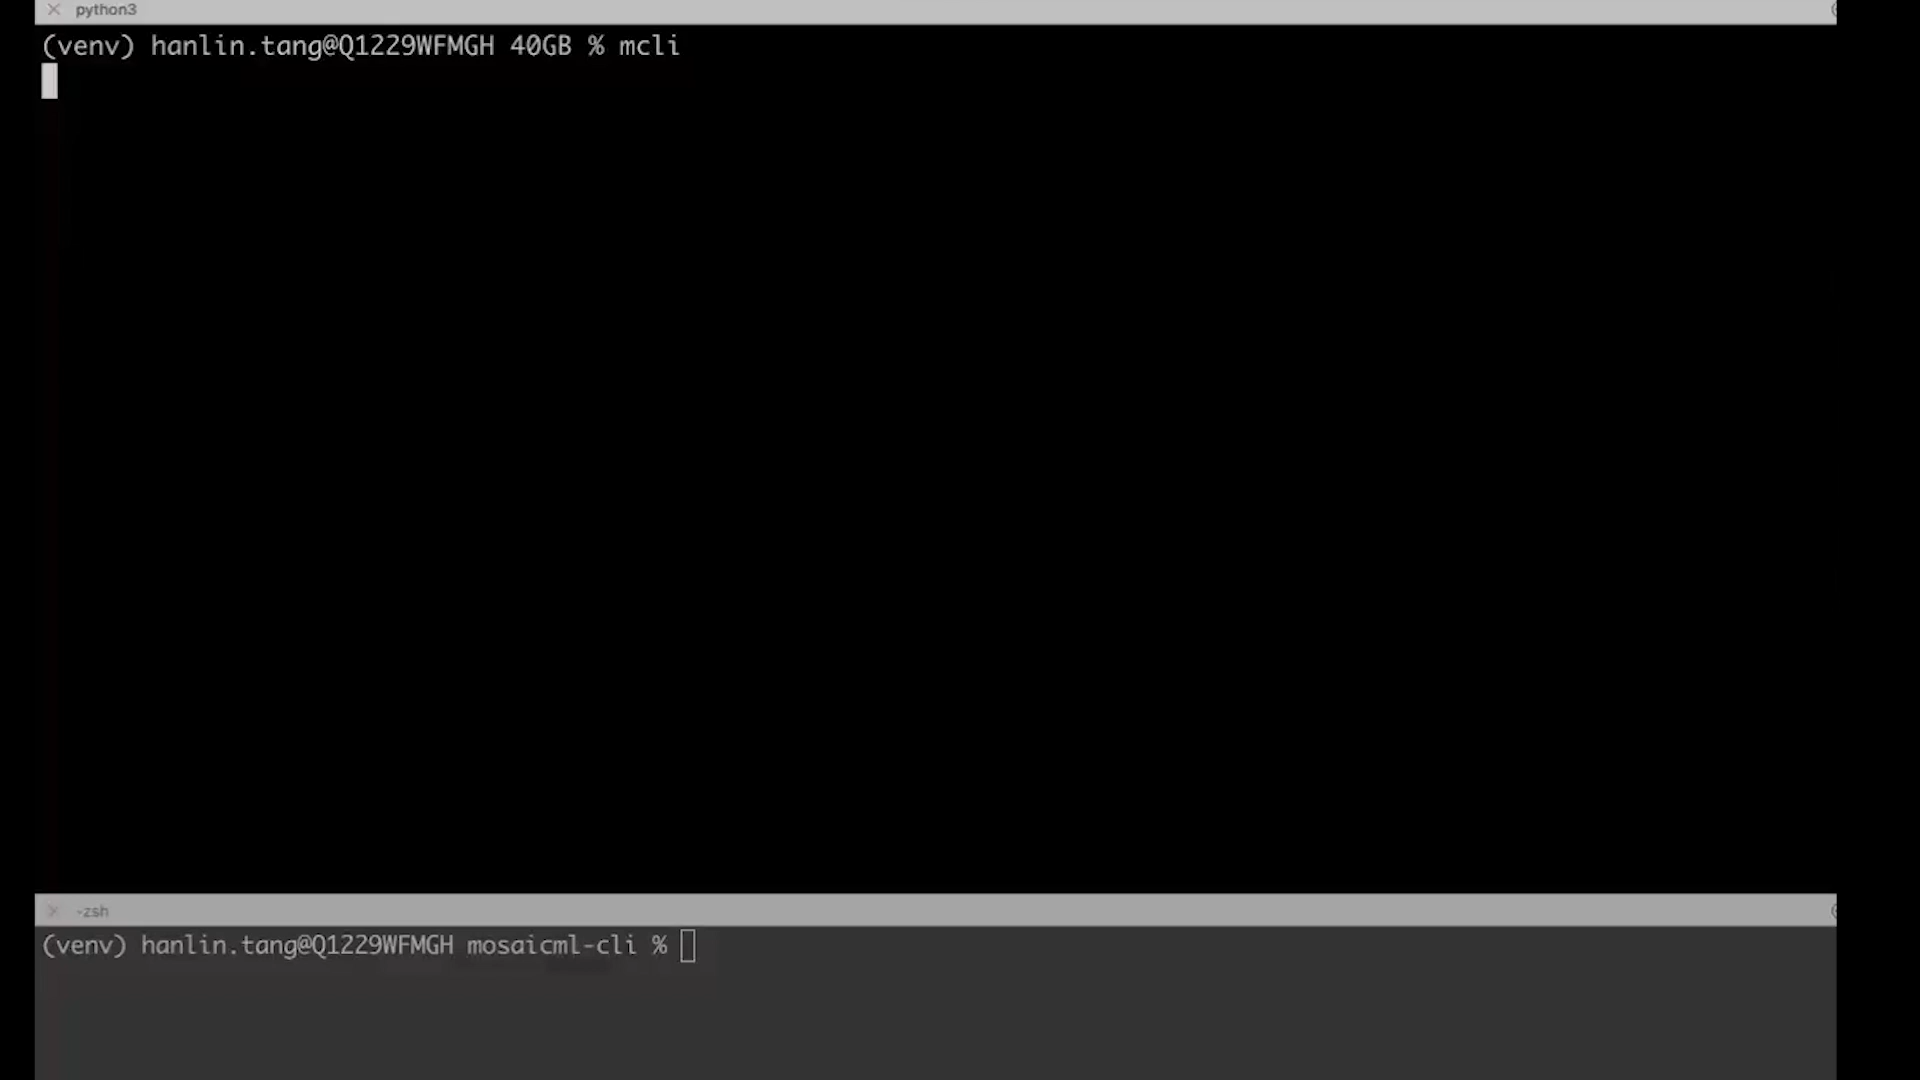 python3
(venv) hanlin.tang@Q1229WFMGH 40GB % mcli
-zsh
(venv) hanlin.tang@Q1229WFMGH mosaicml-cli %